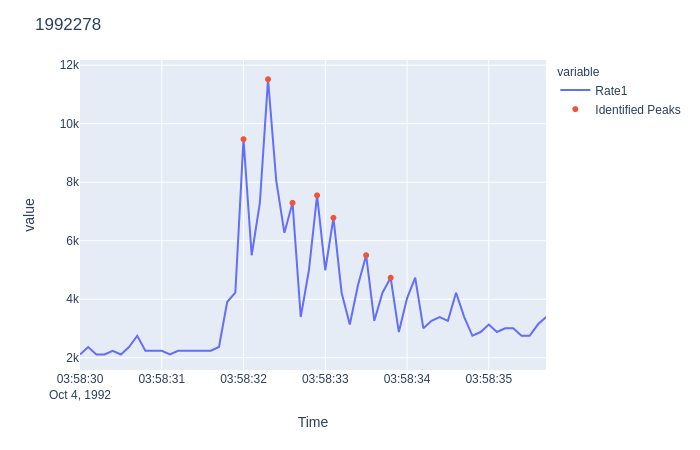 1992278
variable
Rate1
Identified Peaks
value
12k
10k
8k
6k
4k
2k
03:58:30
Oct 4, 1992
03:58:31
03:58:32
03:58:33
03:58:34
03:58:35
Time